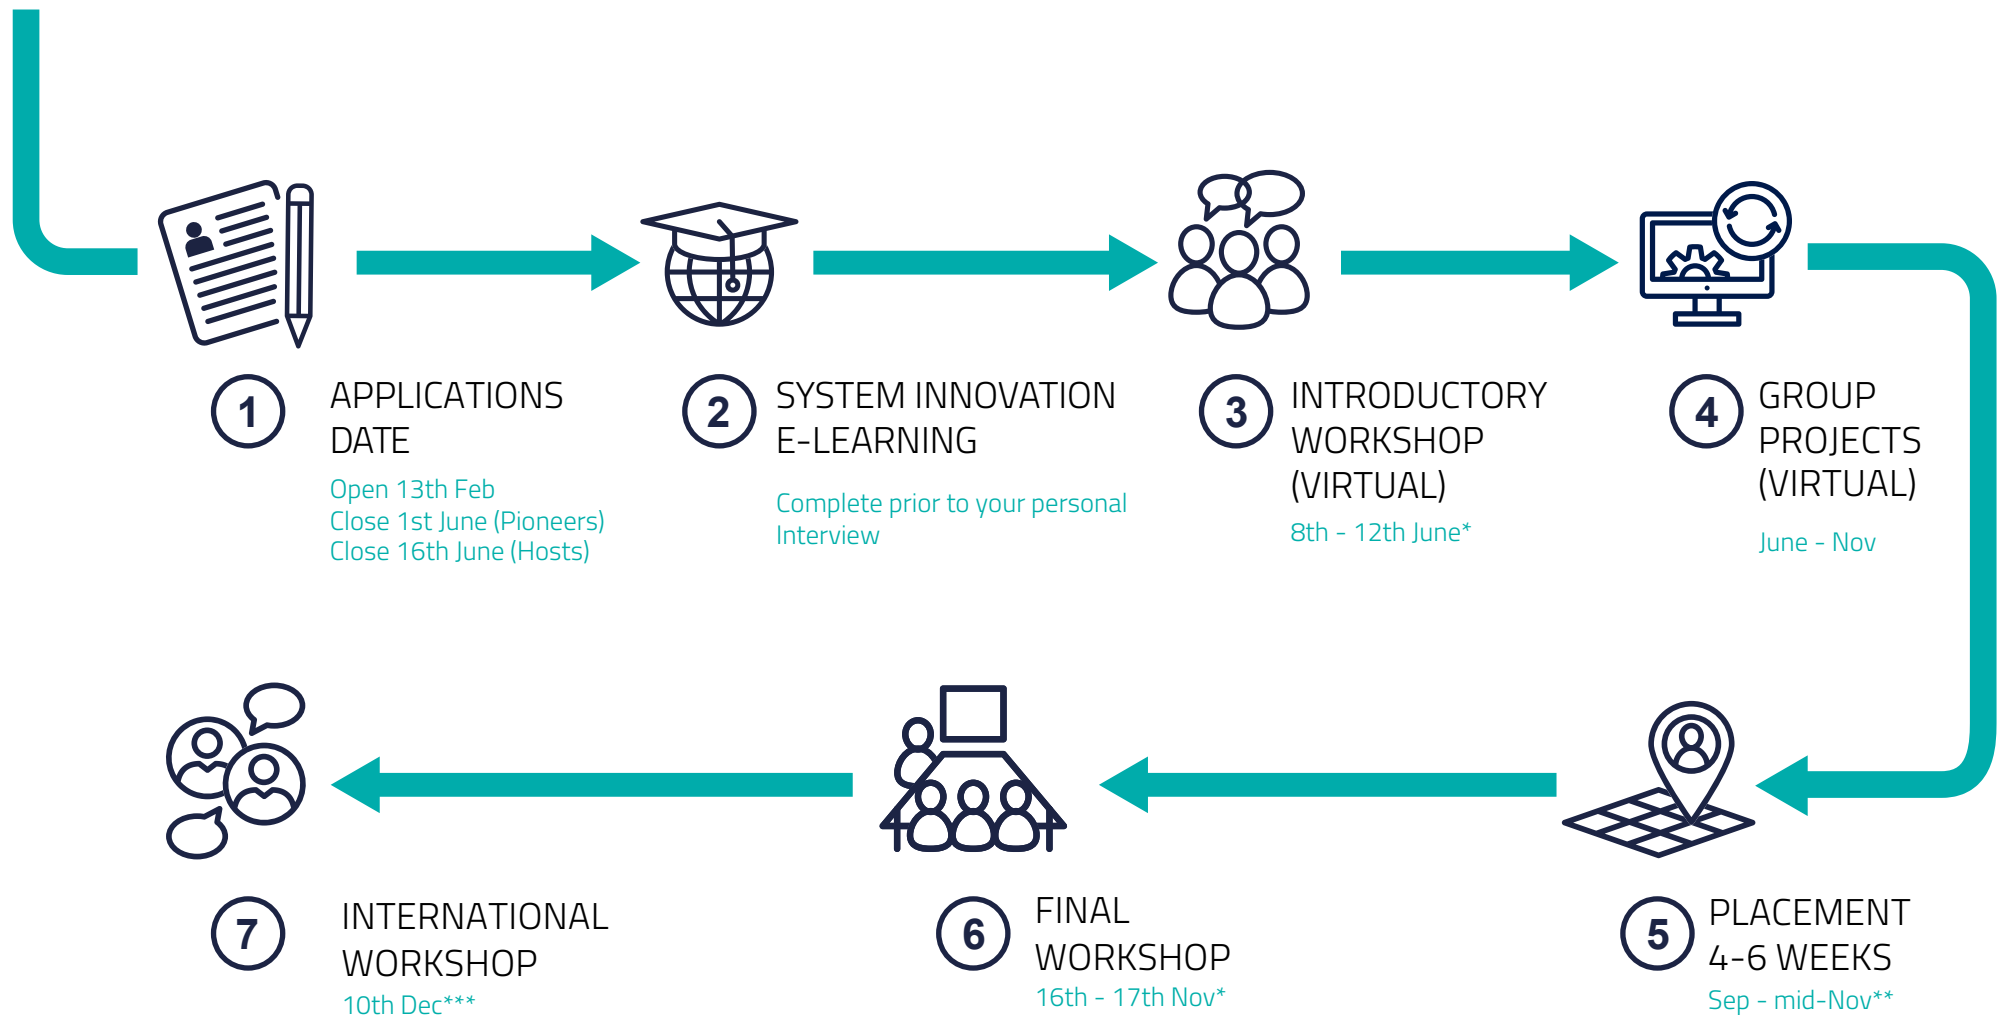 1
APPLICATIONS
DATE
Open 13th Feb
Close 1st June (Pioneers)
Close 16th June (Hosts)
2
SYSTEM INNOVATION
E-LEARNING
Complete prior to your personal
Interview
3
INTRODUCTORY
WORKSHOP
(VIRTUAL)
8th - 12th June*
4
GROUP
PROJECTS
(VIRTUAL)
June - Nov
5
PLACEMENT
4-6 WEEKS
Sep - mid-Nov**
6
FINAL
WORKSHOP
16th - 17th Nov*
7
INTERNATIONAL
WORKSHOP
10th Dec***